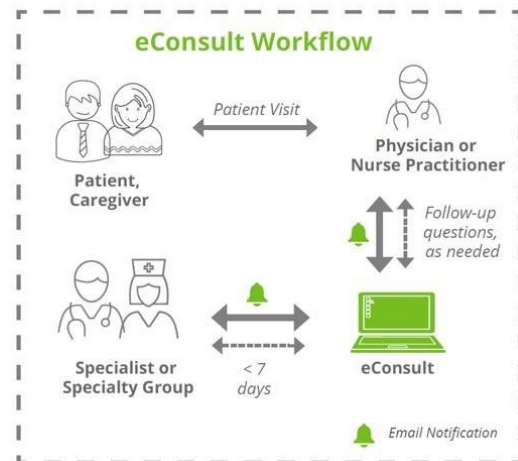 eConsult Workflow
Patient Visit
Patient,
Caregiver
Physician or
Nurse Practitioner
Follow-up
questions,
as needed
Specialist or
Specialty Group
< 7
days
eConsult
Email Notification